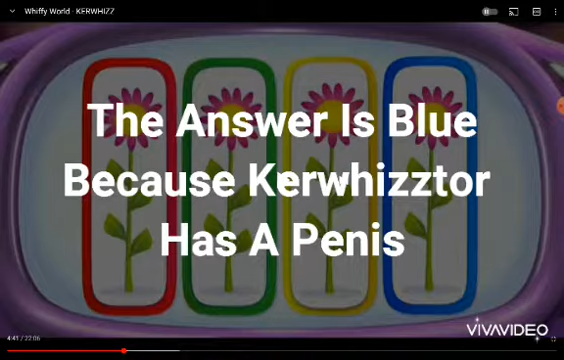 Whiffy World - KERWHIZZ
The Answer Is Blue
Because Kerwhizztor
Has A Penis
VIVAVIDEO
4:41 / 22:06